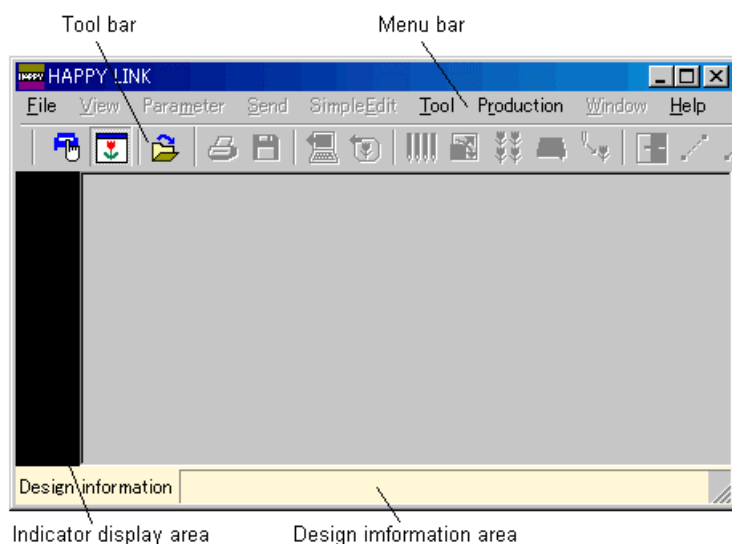 Tool bar Menu bar
HAPPY HAPPY LINK
File View Parameter Send SimpleEdit Tool Production Window Help
Design information
Indicator display area Design imformation area